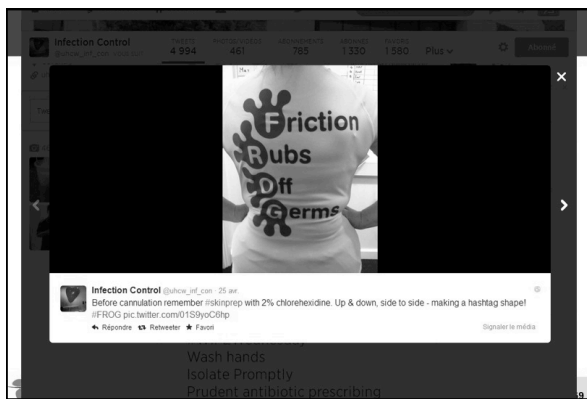 Infection Control
@uhcw_inf_con
TWEETS
PHOTOS/VIDÉOS
ABONNEMENTS
ABONNÉS
FAVORIS
4 994
461
785
1 330
1 580
Plus
Abonné
Friction
Rubs
Off
Germs
Infection Control @uhcw_inf_con · 25 avr.
Before cannulation remember #skinprep with 2% chlorehexidine. Up & down, side to side - making a hashtag shape!
#FROG pic.twitter.com/01S9yoC6hp
Répondre Retweeter Favori
Signaler le média
Wash hands
Isolate Promptly
Prudent antibiotic prescribing